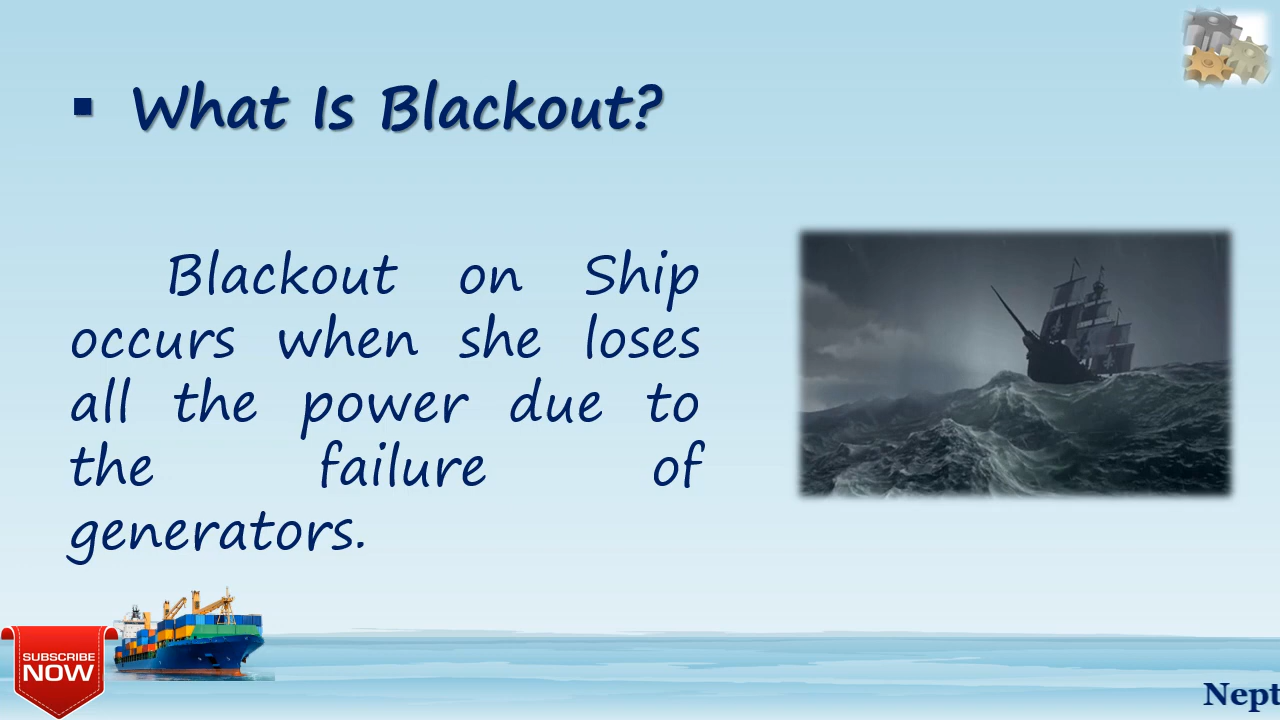 ▪ What Is Blackout?
Blackout on Ship
occurs when she loses
all the power due to
the failure of
generators.
SUBSCRIBE
NOW
Nept